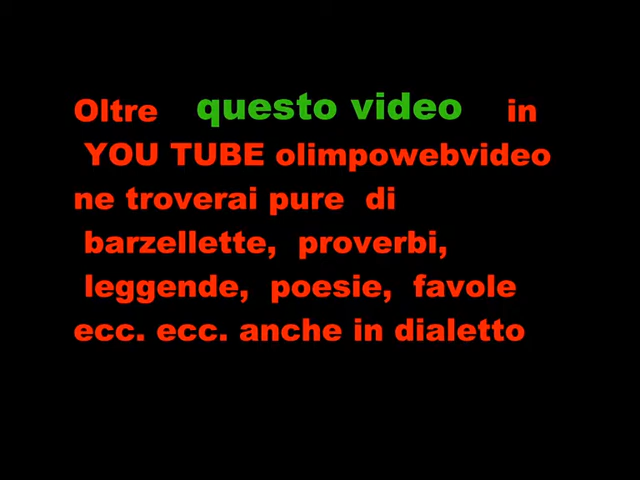 Oltre questo video in
YOU TUBE olimpowebvideo
ne troverai pure di
barzellette, proverbi,
leggende, poesie, favole
ecc. ecc. anche in dialetto